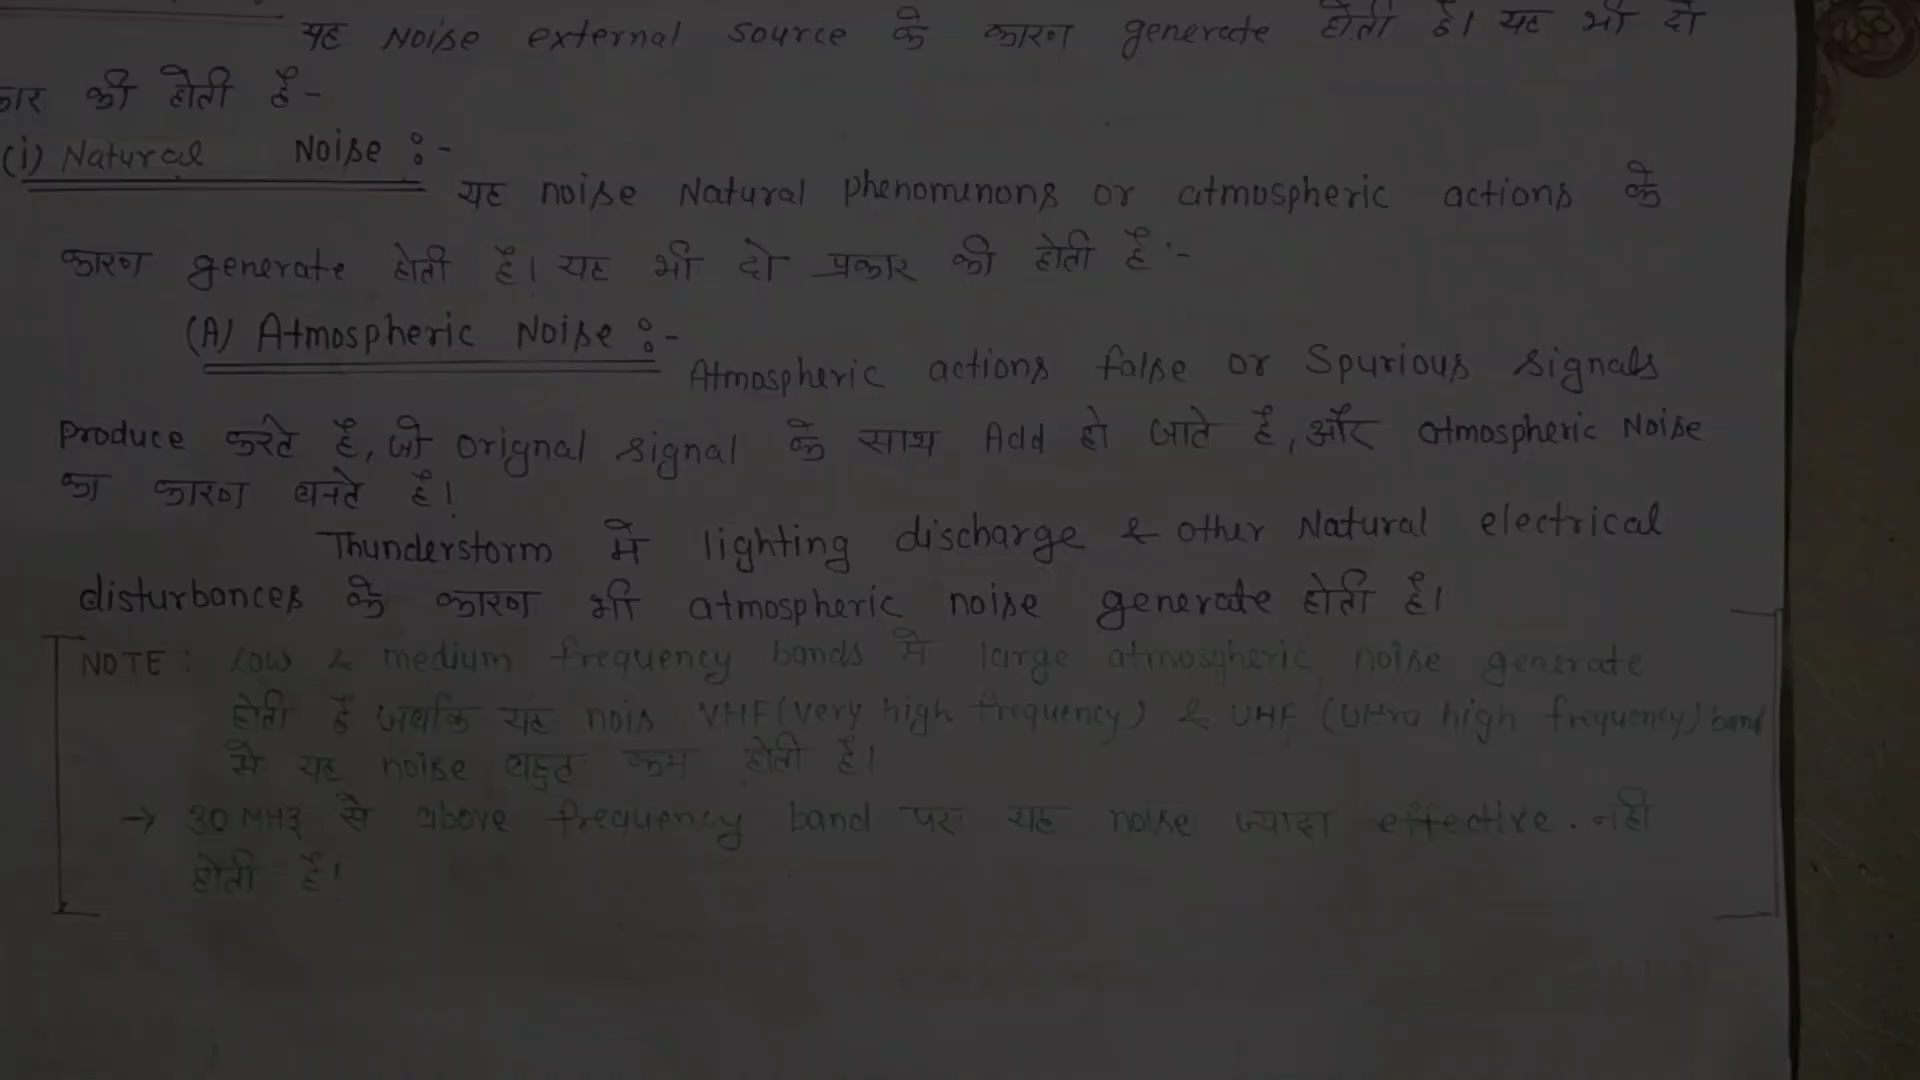 यह Noise external source के कारण generate होती है। यह भी दो
कार की होती है -
(i) Natural Noise :-
यह noise Natural phenomenons or atmospheric actions के
कारण generate होती है। यह भी दो प्रकार की होती है :-
(A) Atmospheric Noise :-
Atmospheric actions false or Spurious signals
produce करते है, जो orignal signal के साथ Add हो जाते है, और atmospheric Noise
का कारण बनते है।
Thunderstorm में lighting discharge & other Natural electrical
disturbances के कारण भी atmospheric noise generate होती है।
NOTE : Low & medium frequency bands में large atmospheric noise generate
होती है जबकि यह nois VHF (very high frequency) & UHF (Ultra high frequency) band
में यह noise बहुत कम होती है।
→ 30 MHz से above frequency band पर यह noise ज्यादा effective. नही
होती है।